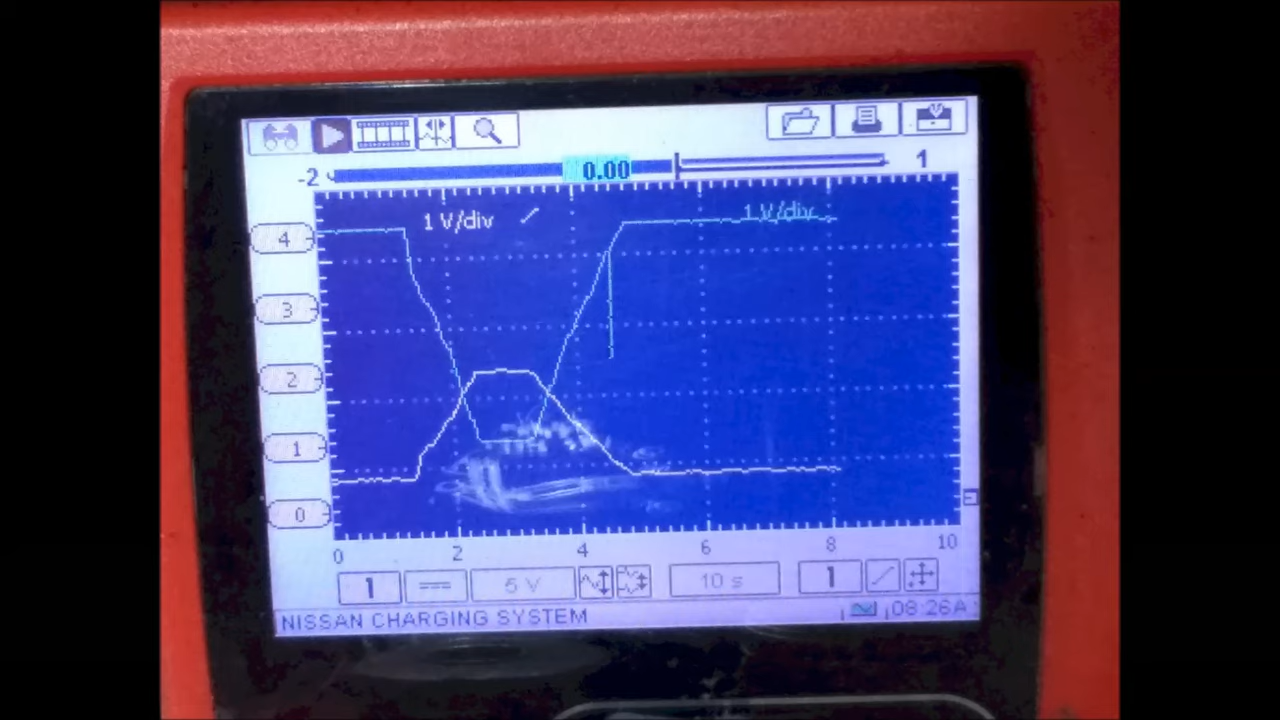 -2 0.00 1
1 V/div 1 V/div
4
3
2
1
0
0 2 4 6 8 10
1 5 V 10 s 1
NISSAN CHARGING SYSTEM 08:26A